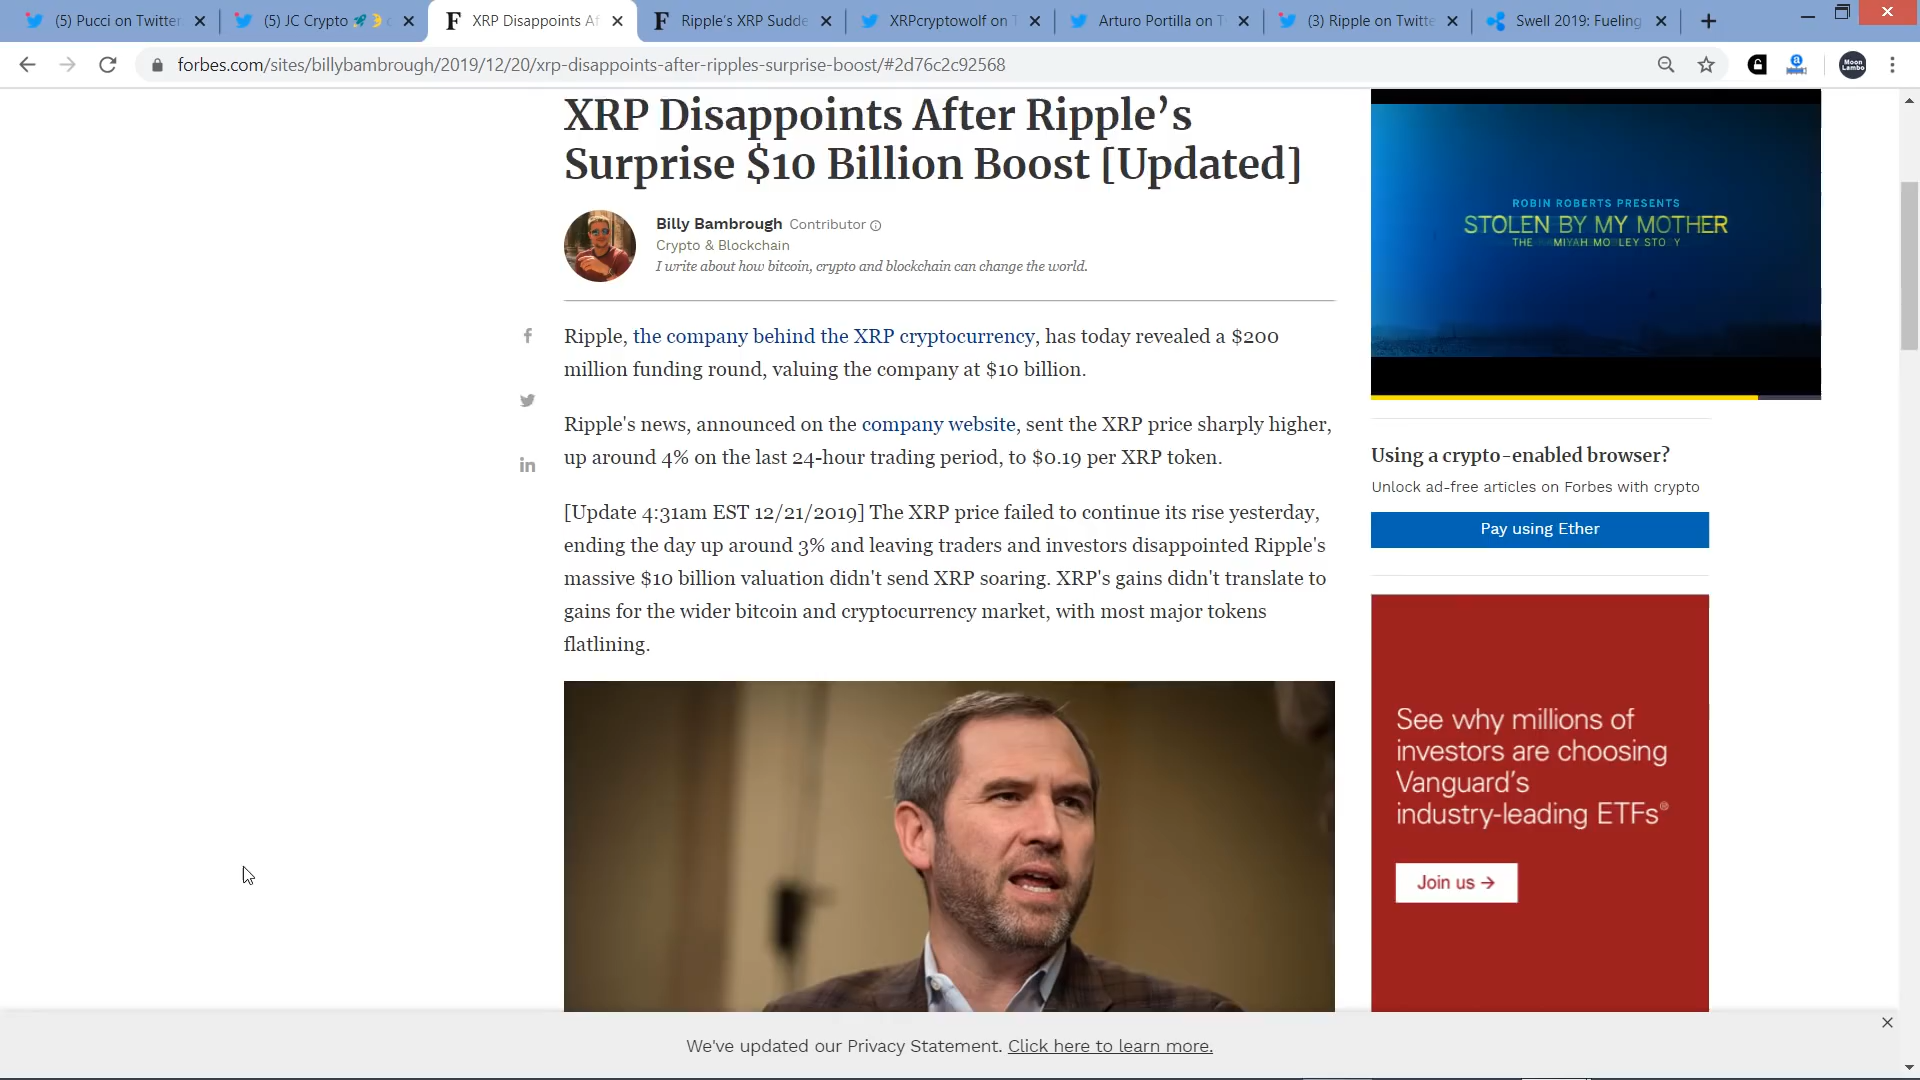 (5) Pucci on Twitter
(5) JC Crypto
XRP Disappoints Af
Ripple's XRP Sudde
XRPcryptowolf on T
Arturo Portilla on T
(3) Ripple on Twitte
Swell 2019: Fueling
forbes.com/sites/billybambrough/2019/12/20/xrp-disappoints-after-ripples-surprise-boost/#2d76c2c92568
Moon
Lambo
XRP Disappoints After Ripple's
Surprise $10 Billion Boost [Updated]
Billy Bambrough Contributor
Crypto & Blockchain
I write about how bitcoin, crypto and blockchain can change the world.
Ripple, the company behind the XRP cryptocurrency, has today revealed a $200
million funding round, valuing the company at $10 billion.
Ripple's news, announced on the company website, sent the XRP price sharply higher,
up around 4% on the last 24-hour trading period, to $0.19 per XRP token.
[Update 4:31am EST 12/21/2019] The XRP price failed to continue its rise yesterday,
ending the day up around 3% and leaving traders and investors disappointed Ripple's
massive $10 billion valuation didn't send XRP soaring. XRP's gains didn't translate to
gains for the wider bitcoin and cryptocurrency market, with most major tokens
flatlining.
ROBIN ROBERTS PRESENTS
STOLEN BY MY MOTHER
THE MIYAH MO LEY STO Y
Using a crypto-enabled browser?
Unlock ad-free articles on Forbes with crypto
Pay using Ether
See why millions of
investors are choosing
Vanguard's
industry-leading ETFs®
Join us →
We've updated our Privacy Statement. Click here to learn more.